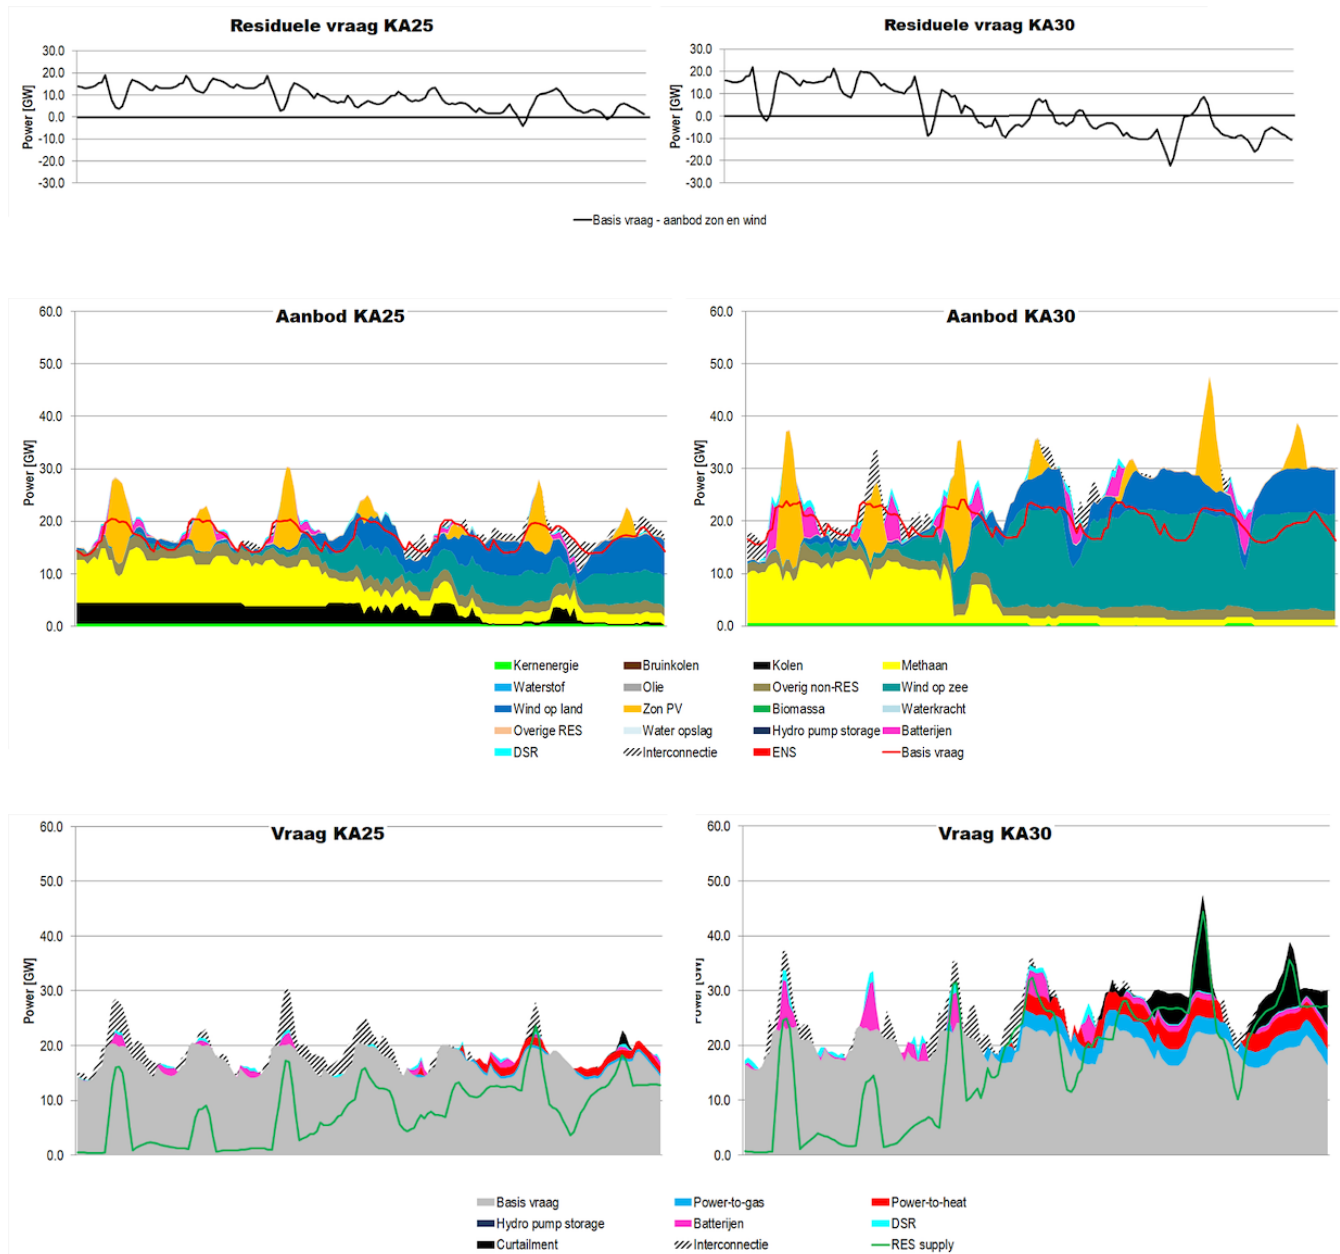 Residuele vraag KA25
Residuele vraag KA30
Power [GW]
30.0
20.0
10.0
0.0
-10.0
-20.0
-30.0
Power [GW]
30.0
20.0
10.0
0.0
-10.0
-20.0
-30.0
Basis vraag - aanbod zon en wind
Aanbod KA25
Aanbod KA30
Power [GW]
60.0
50.0
40.0
30.0
20.0
10.0
0.0
Power [GW]
60.0
50.0
40.0
30.0
20.0
10.0
0.0
Kernenergie Bruinkolen Kolen Methaan
Waterstof Olie Overig non-RES Wind op zee
Wind op land Zon PV Biomassa Waterkracht
Overige RES Water opslag Hydro pump storage Batterijen
DSR Interconnectie ENS Basis vraag
Vraag KA25
Vraag KA30
Power [GW]
60.0
50.0
40.0
30.0
20.0
10.0
0.0
Power [GW]
60.0
50.0
40.0
30.0
20.0
10.0
0.0
Basis vraag Power-to-gas Power-to-heat
Hydro pump storage Batterijen DSR
Curtailment Interconnectie RES supply